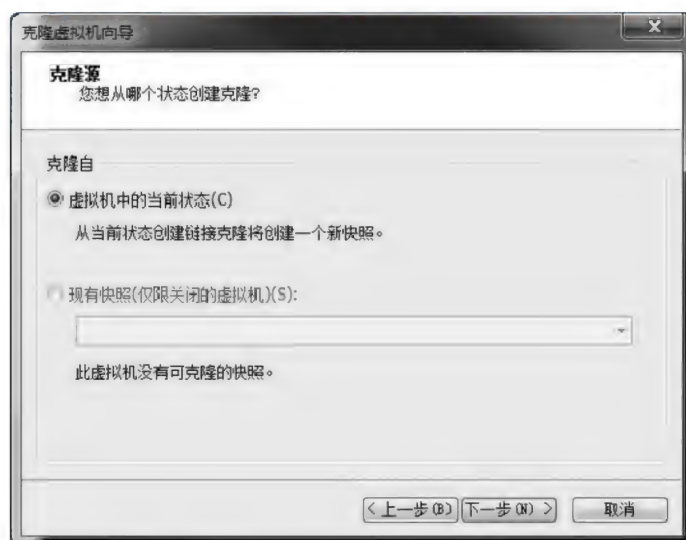 克隆虚拟机向导
克隆源
您想从哪个状态创建克隆?
克隆自
虚拟机中的当前状态(C)
从当前状态创建链接克隆将创建一个新快照。
现有快照(仅限关闭的虚拟机)(S):
此虚拟机没有可克隆的快照。
< 上一步(B) 下一步(N) > 取消